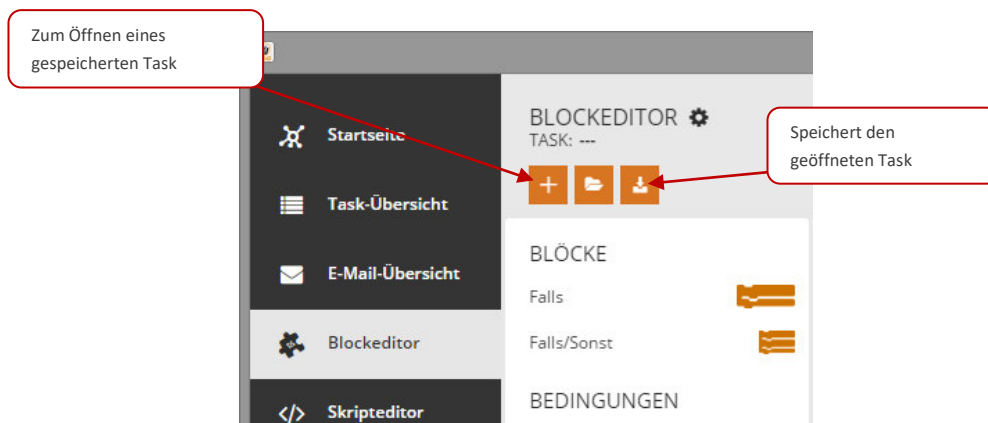 Zum Öffnen eines
gespeicherten Task
BLOCKEDITOR
TASK: ---
Speichert den
geöffneten Task
Startseite
Task-Übersicht
E-Mail-Übersicht
Blockeditor
</> Skripteditor
BLÖCKE
Falls
Falls/Sonst
BEDINGUNGEN